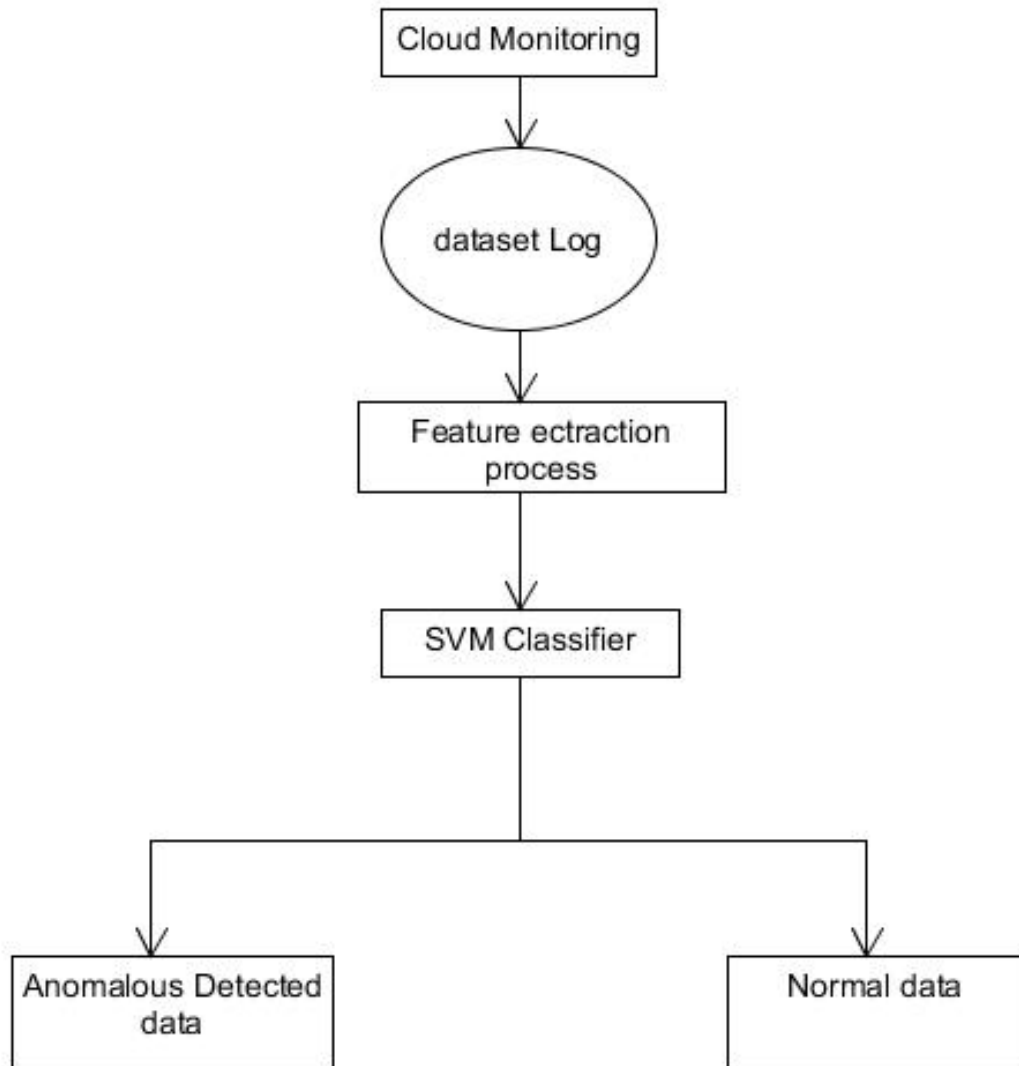 Cloud Monitoring
dataset Log
Feature ectraction
process
SVM Classifier
Anomalous Detected
data
Normal data